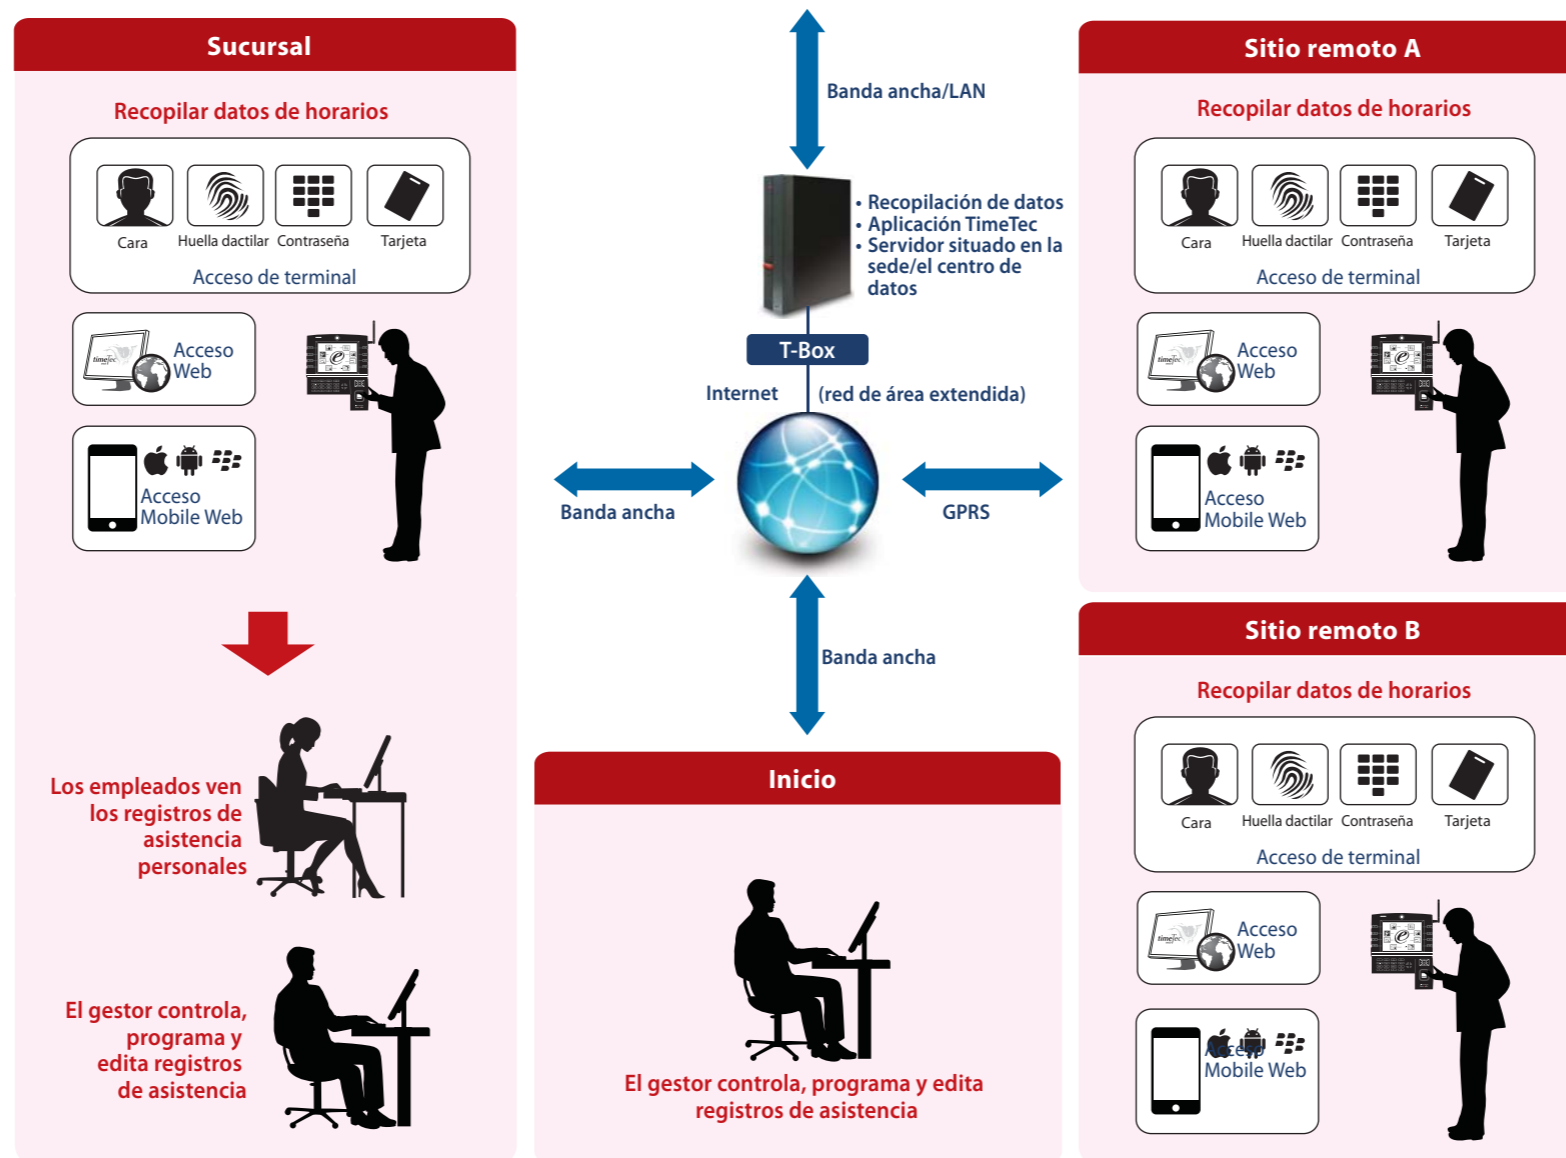 Sucursal
Recopilar datos de horarios
Cara
Huella dactilar
Contraseña
Tarjeta
Acceso de terminal
timeTec
Acceso
Web
Acceso
Mobile Web
Los empleados ven
los registros de
asistencia
personales
El gestor controla,
programa y
edita registros
de asistencia
Banda ancha/LAN
• Recopilación de datos
• Aplicación TimeTec
• Servidor situado en la
sede/el centro de
datos
T-Box
Internet
(red de área extendida)
Banda ancha
GPRS
Banda ancha
Inicio
El gestor controla, programa y edita
registros de asistencia
Sitio remoto A
Recopilar datos de horarios
Cara
Huella dactilar
Contraseña
Tarjeta
Acceso de terminal
timeTec
Acceso
Web
Acceso
Mobile Web
Sitio remoto B
Recopilar datos de horarios
Cara
Huella dactilar
Contraseña
Tarjeta
Acceso de terminal
timeTec
Acceso
Web
Acceso
Mobile Web